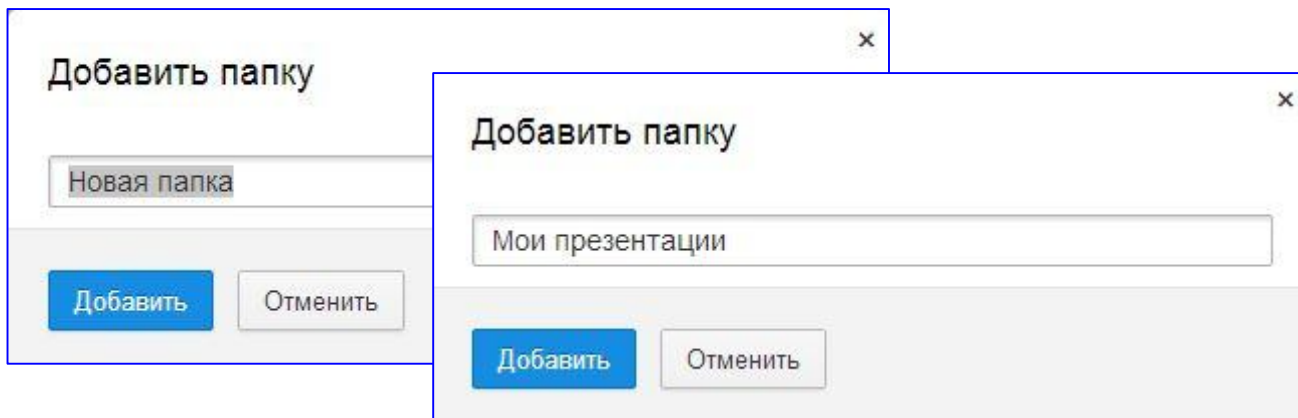 ×
Добавить папку
Новая папка
Добавить Отменить
×
Добавить папку
Мои презентации
Добавить Отменить